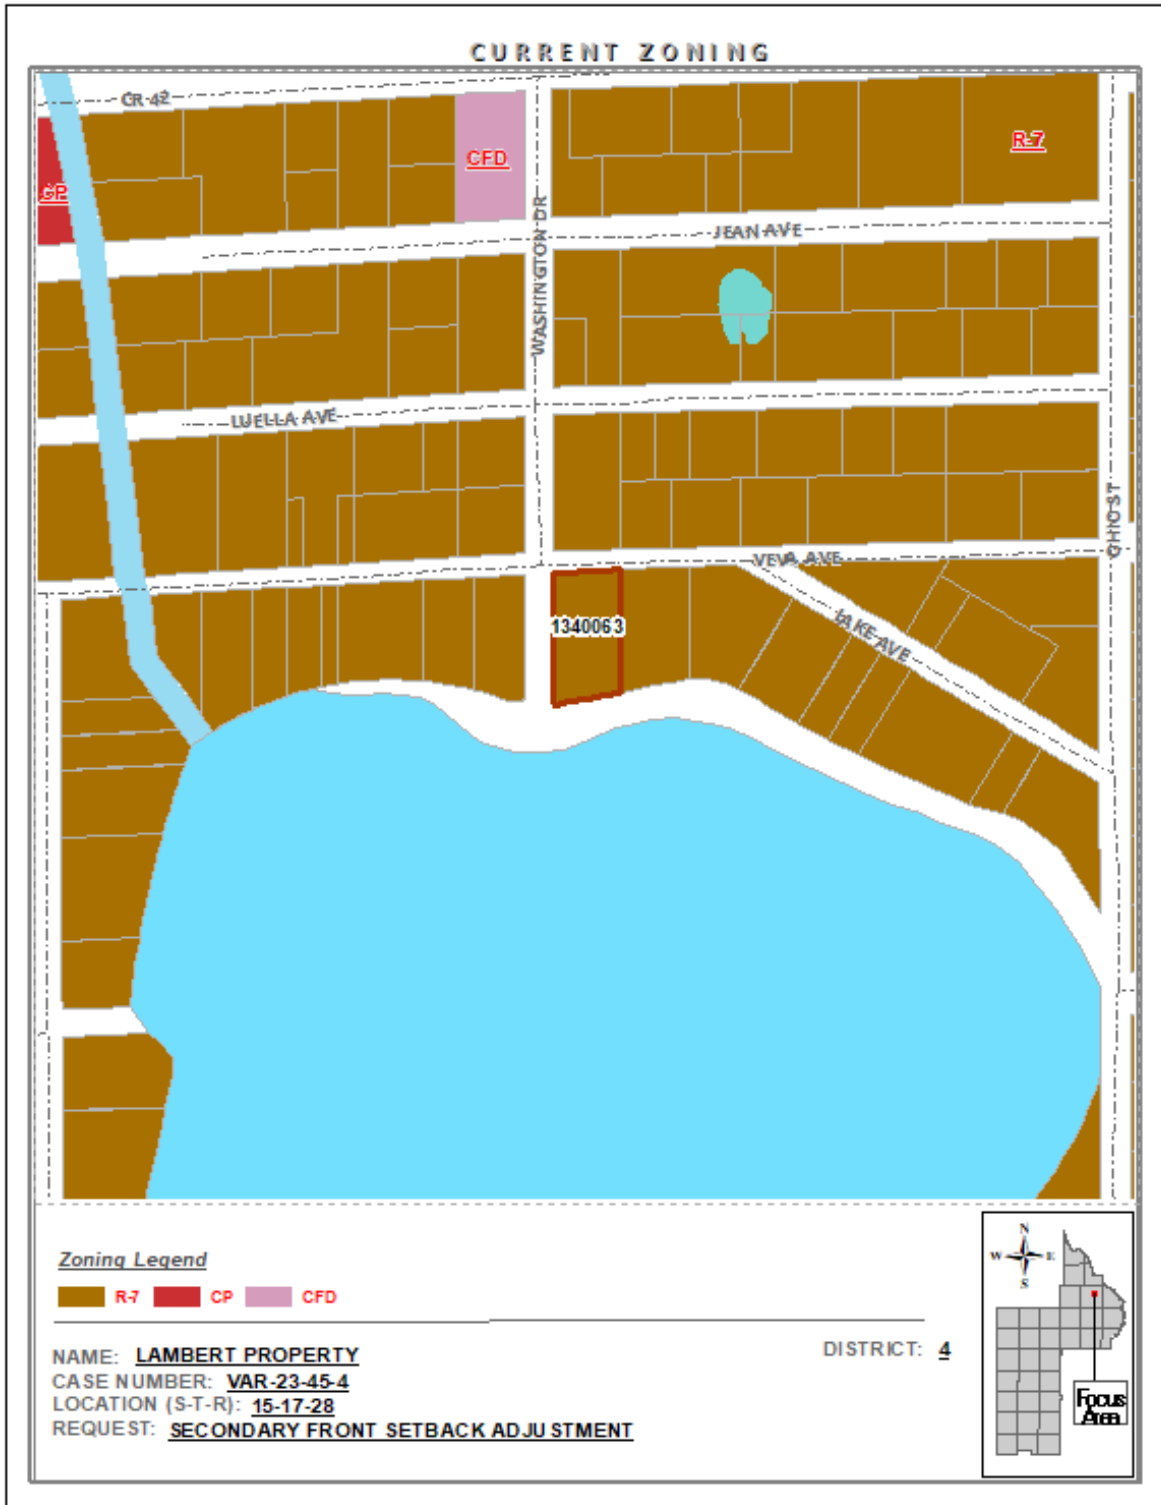 CURRENT ZONING
CR 42
CFD
R-7
CP
WASHINGTON DR
JEAN AVE
LUELLA AVE
OHIO ST
VEVA AVE
1340063
LAKE AVE
Zoning Legend
R-7 CP CFD
N
W E
S
NAME: LAMBERT PROPERTY
DISTRICT: 4
CASE NUMBER: VAR-23-45-4
LOCATION (S-T-R): 15-17-28
REQUEST: SECONDARY FRONT SETBACK ADJUSTMENT
Focus
Area